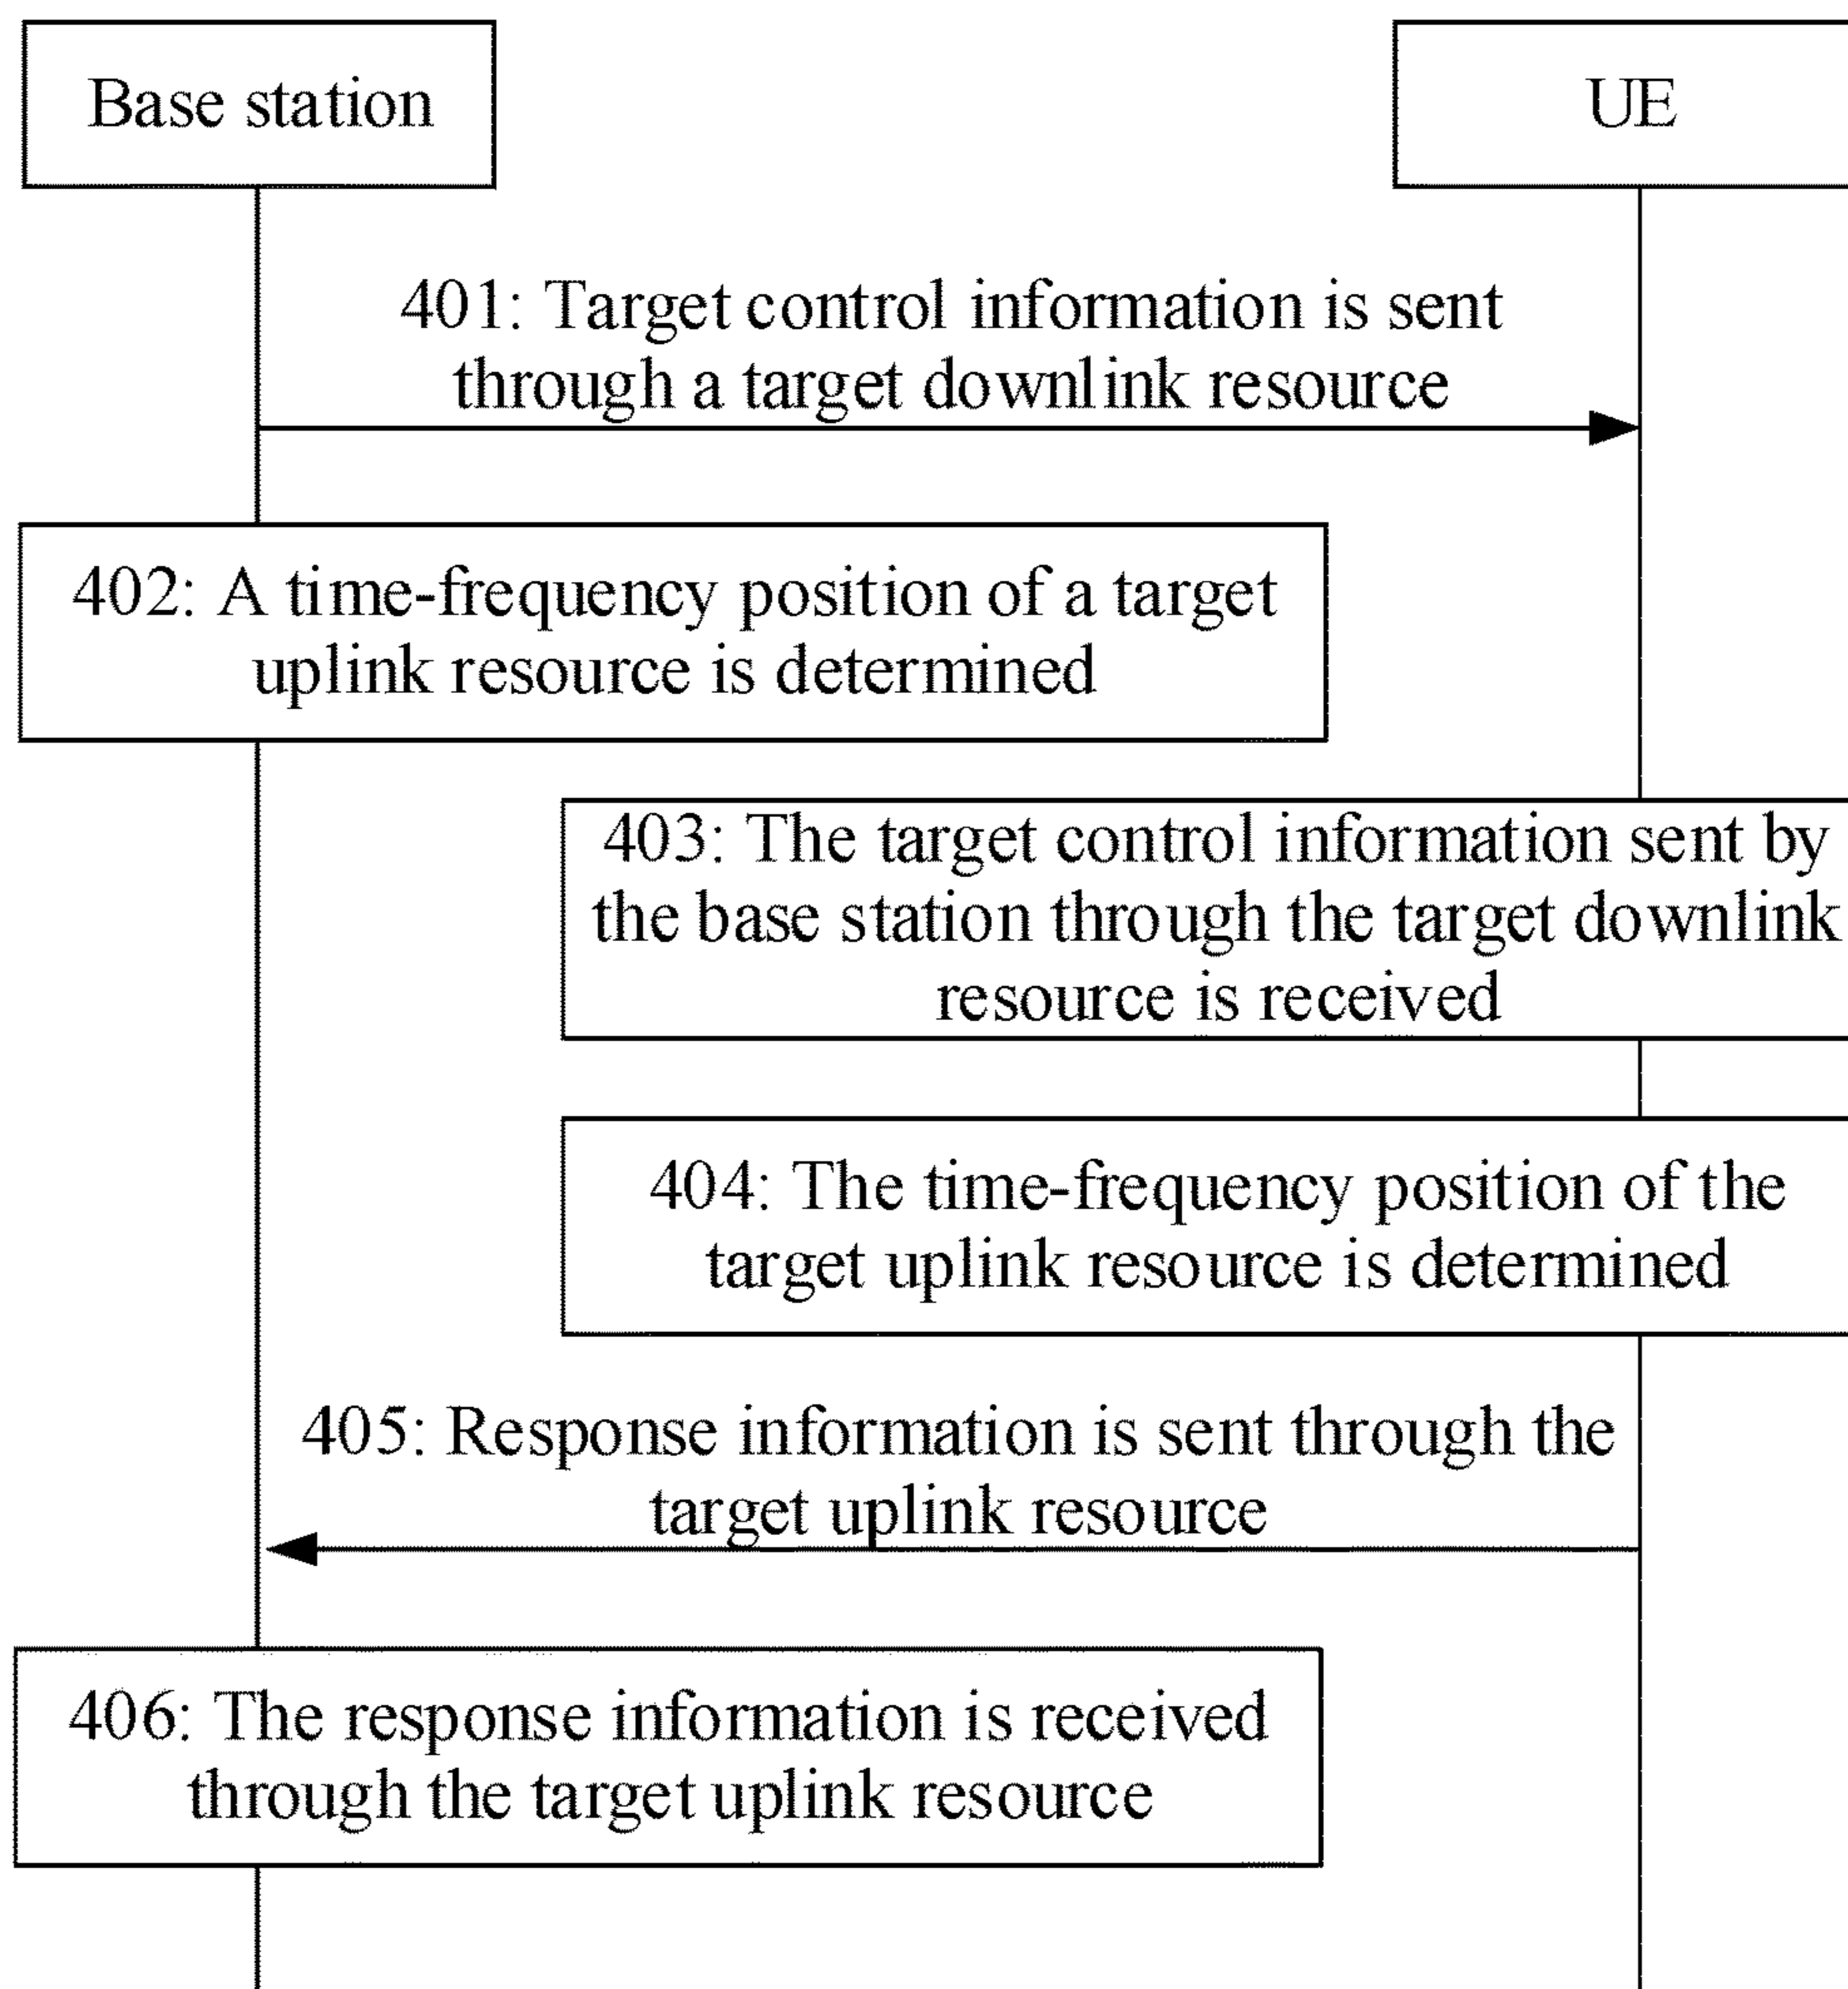 Base station
UE
401: Target control information is sent
through a target downlink resource
402: A time-frequency position of a target
uplink resource is determined
403: The target control information sent by
the base station through the target downlink
resource is received
404: The time-frequency position of the
target uplink resource is determined
405: Response information is sent through the
target uplink resource
406: The response information is received
through the target uplink resource